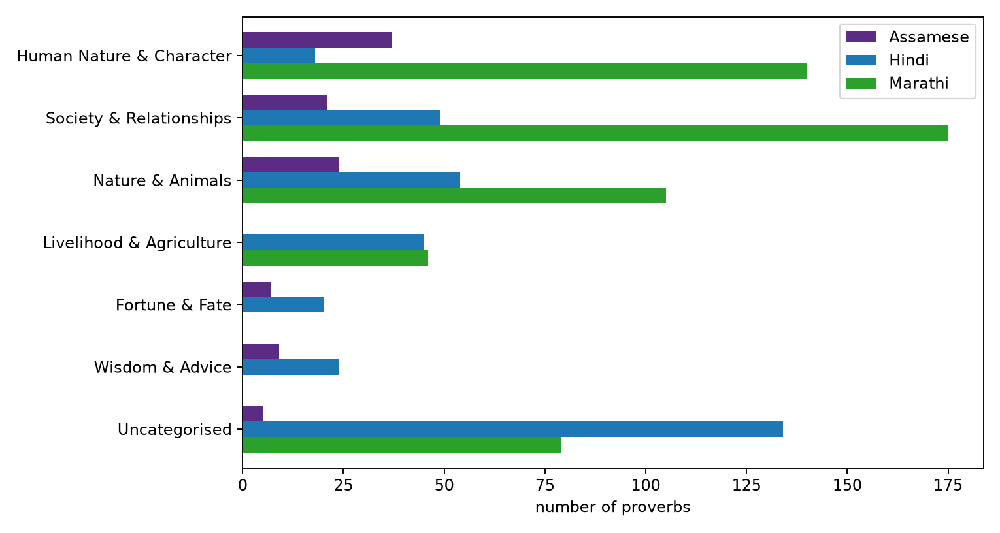 Human Nature & Character
Society & Relationships
Nature & Animals
Livelihood & Agriculture
Fortune & Fate
Wisdom & Advice
Uncategorised
Assamese
Hindi
Marathi
0 25 50 75 100 125 150 175
number of proverbs